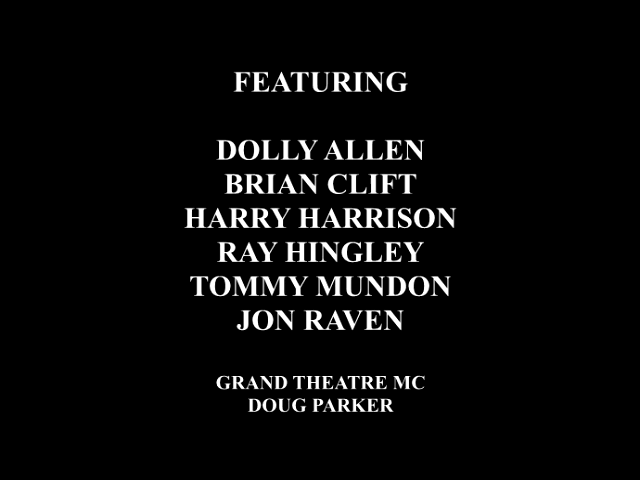 FEATURING
DOLLY ALLEN
BRIAN CLIFT
HARRY HARRISON
RAY HINGLEY
TOMMY MUNDON
JON RAVEN
GRAND THEATRE MC
DOUG PARKER